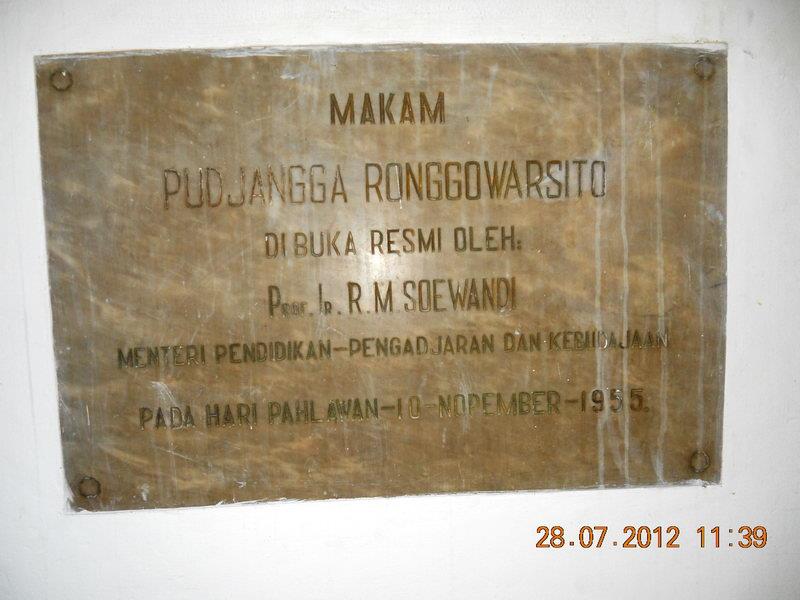 MAKAM
PUDJANGGA RONGGOWARSITO
DI BUKA RESMI OLEH:
PROF. IR. R.M SOEWANDI
MENTERI PENDIDIKAN-PENGADJARAN DAN KEBUDAJAAN
PADA HARI PAHLAWAN-10-NOPEMBER-1955.
28.07.2012 11:39